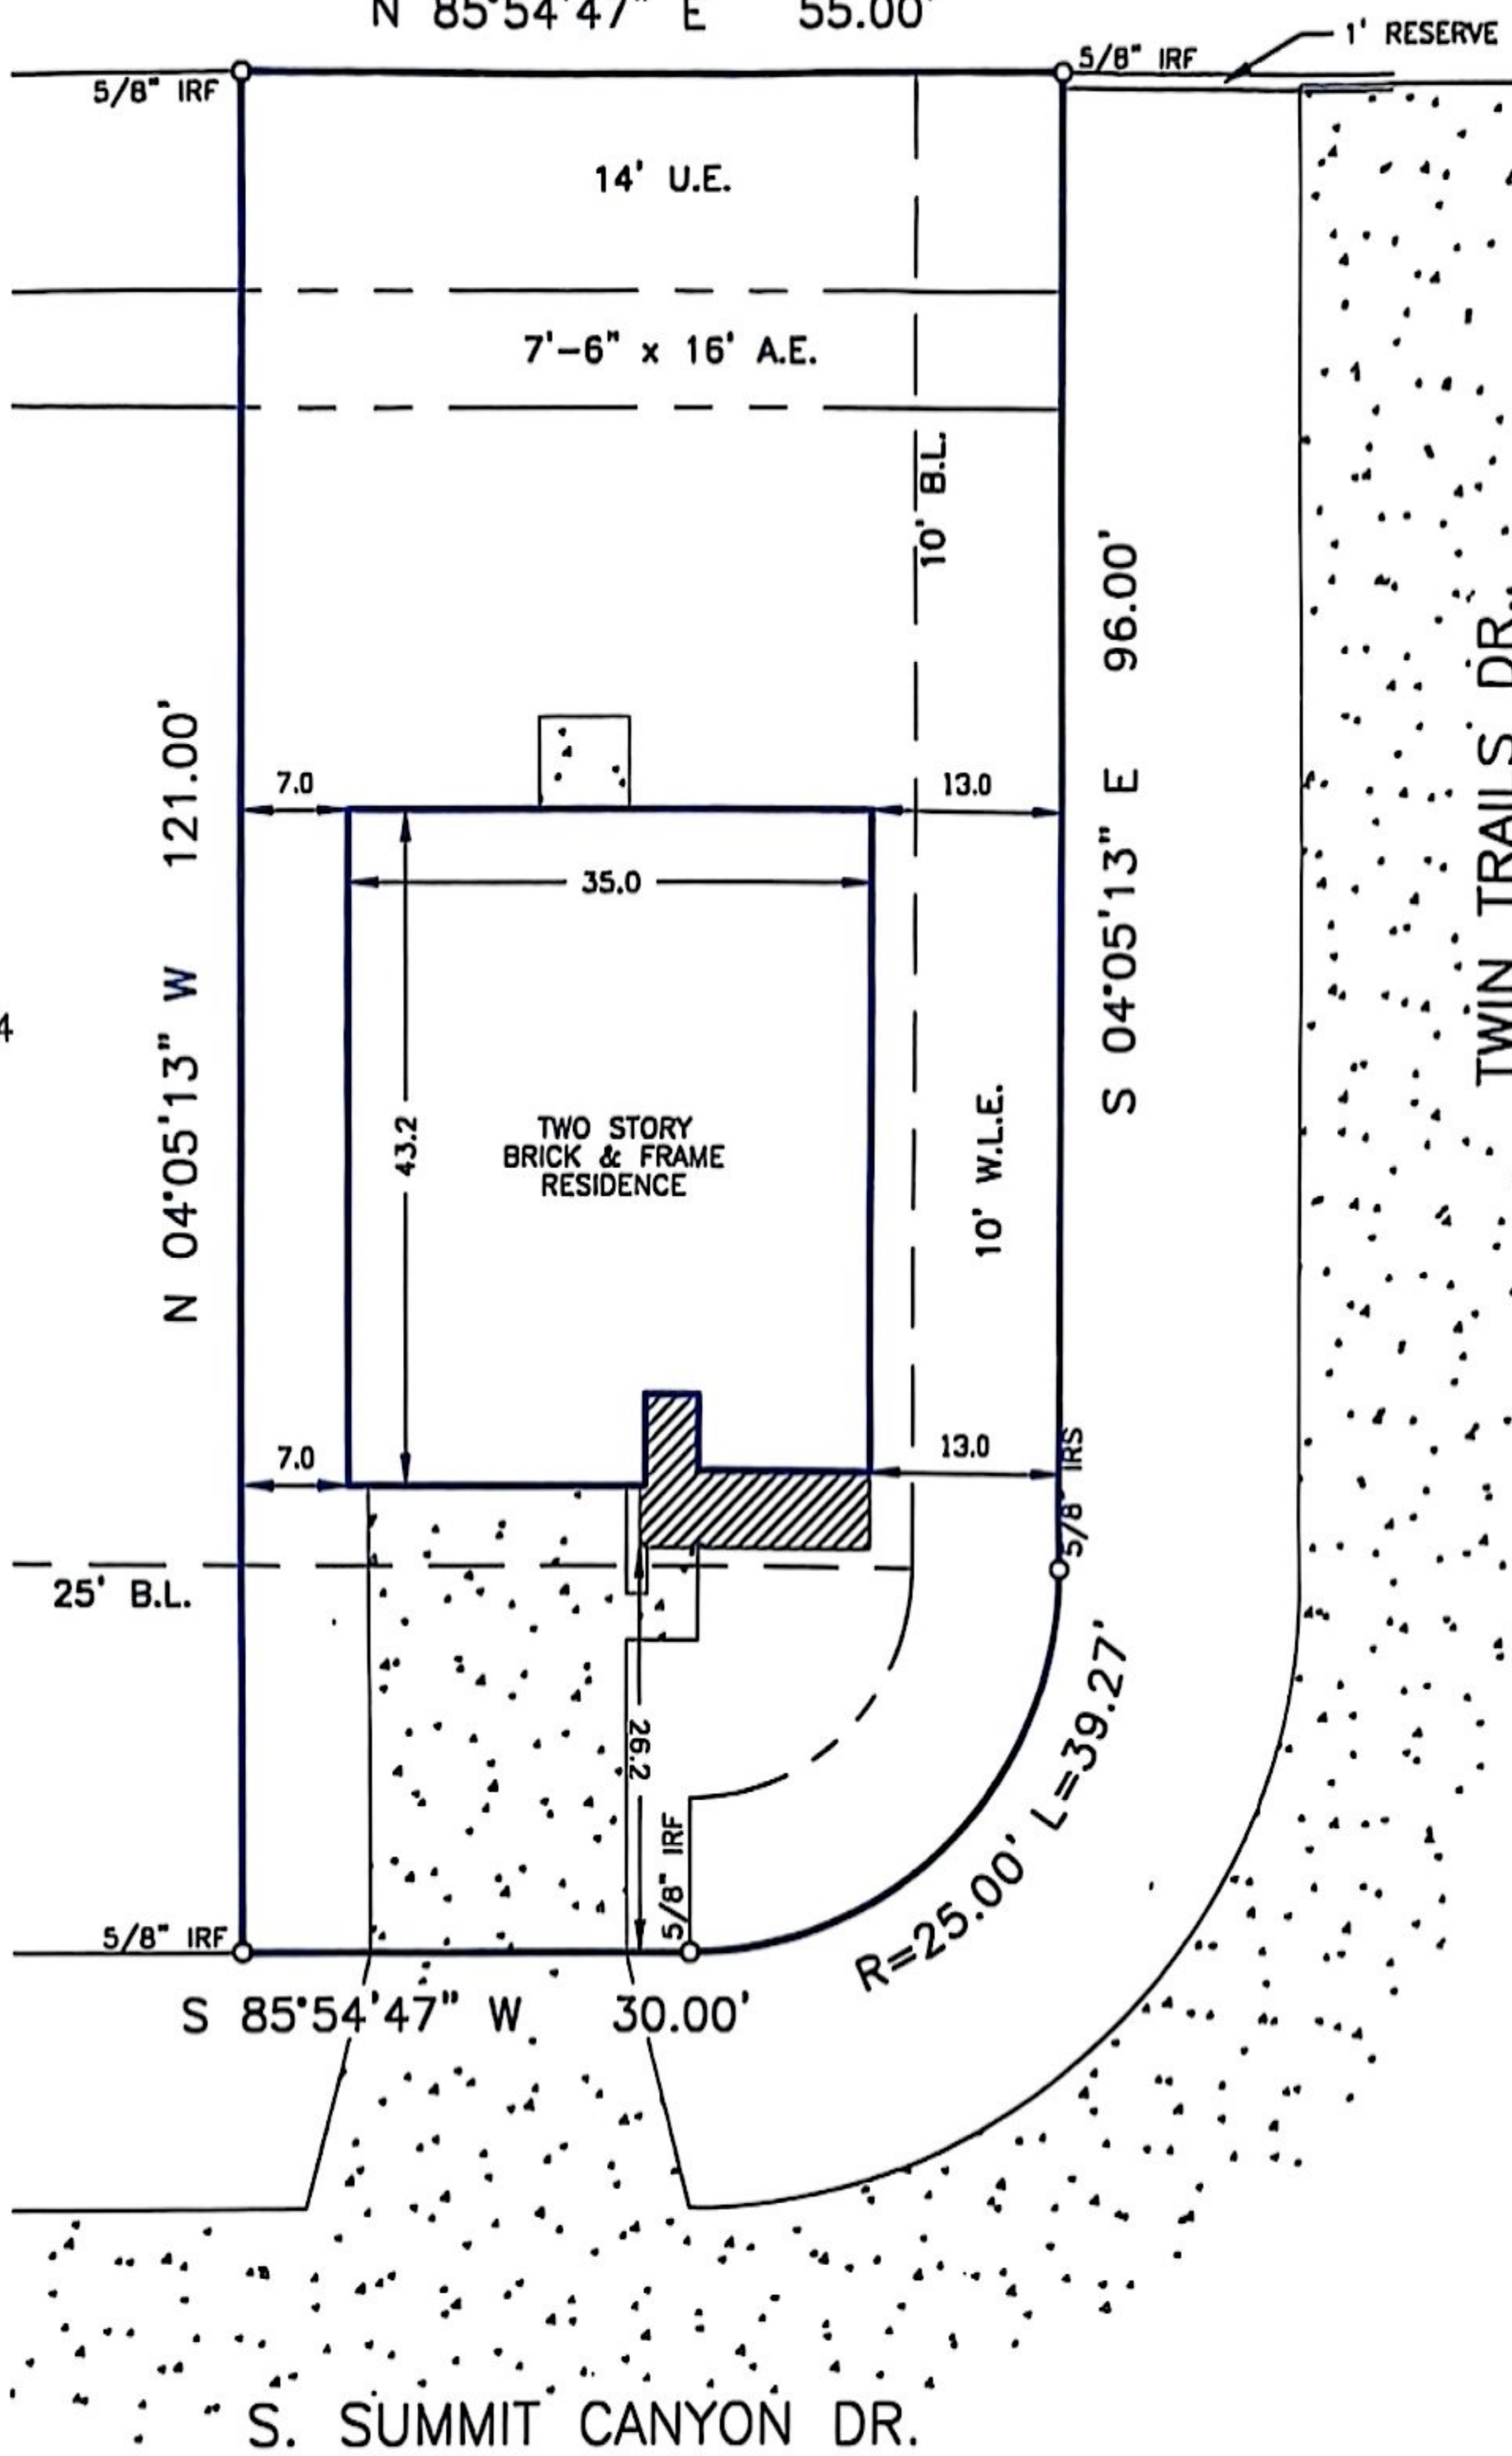 N 85°54'47" E 55.00'
1' RESERVE
5/8" IRF
5/8" IRF
14' U.E.
7'-6" x 16' A.E.
10' B.L.
S 04°05'13" E 96.00'
TWIN TRAILS DR.
N 04°05'13" W 121.00'
7.0
13.0
35.0
4
43.2
TWO STORY
BRICK & FRAME
RESIDENCE
10' W.L.E.
7.0
13.0
5/8" IRS
25' B.L.
26.2
5/8" IRF
R=25.00' L=39.27'
5/8" IRF
S 85°54'47" W 30.00'
S. SUMMIT CANYON DR.